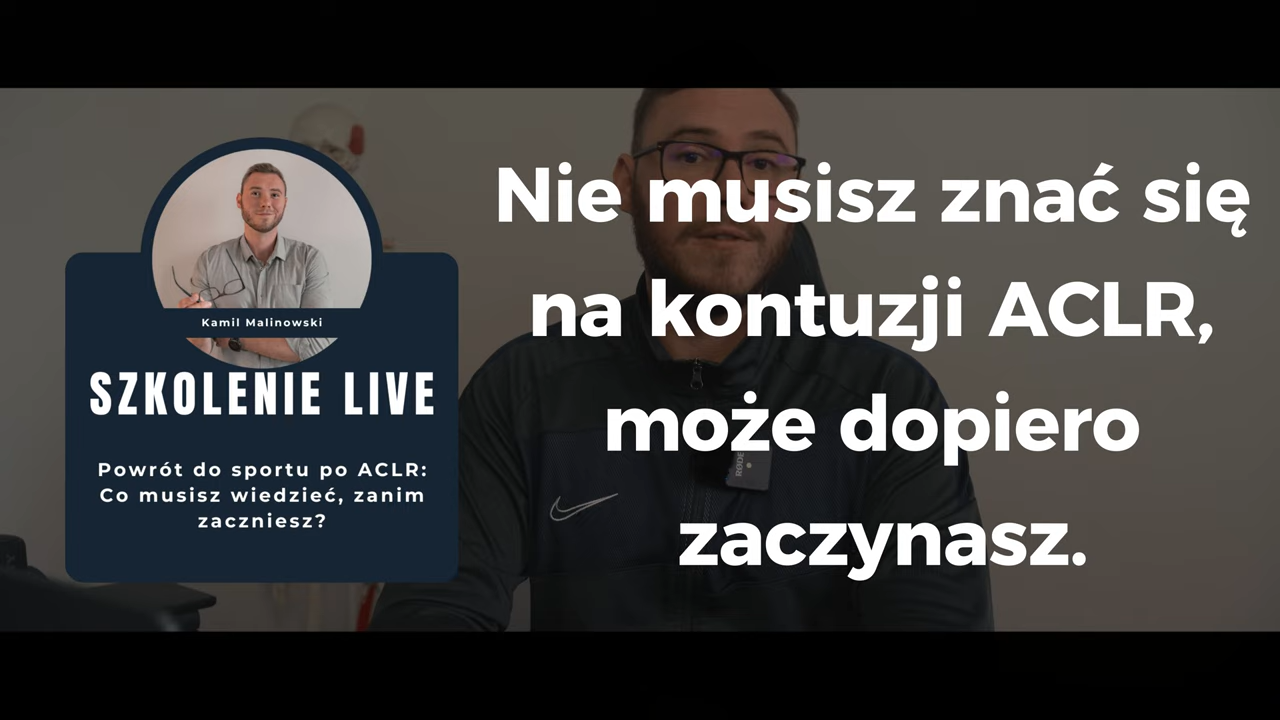 Kamil Malinowski
SZKOLENIE LIVE
Powrót do sportu po ACLR:
Co musisz wiedzieć, zanim
zaczniesz?
Nie musisz znać się
na kontuzji ACLR,
może dopiero
zaczynasz.
RØDE